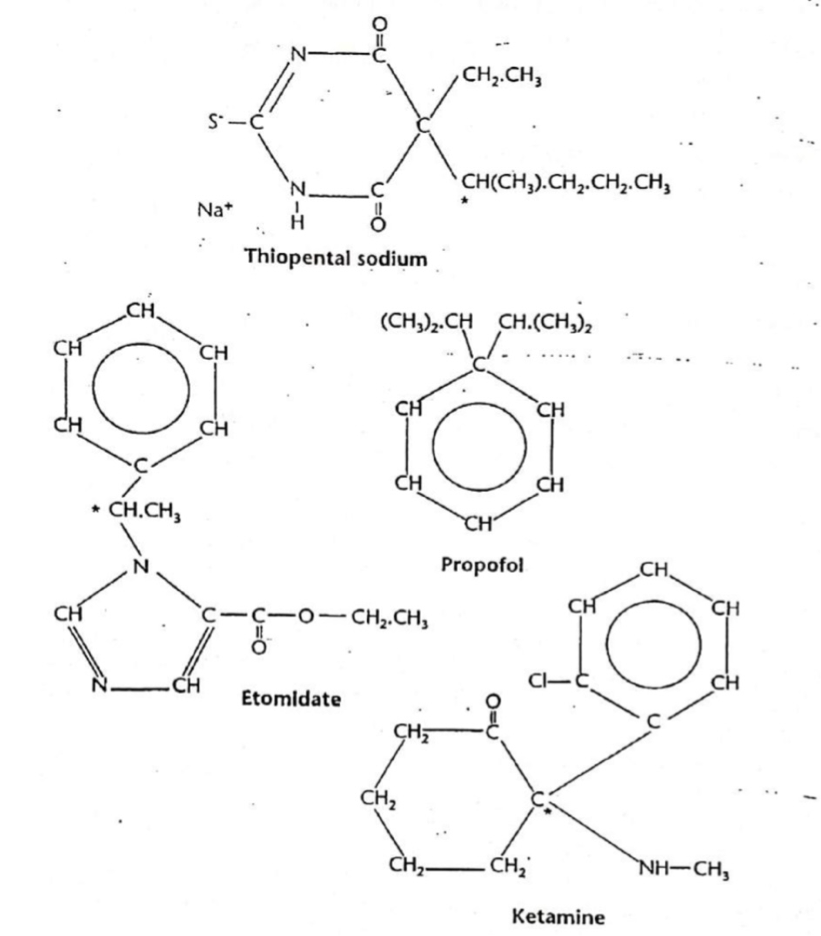 O
N C
CH₂.CH₃
S⁻ C C
N C CH(CH₃).CH₂.CH₂.CH₃
*
Na⁺ H O
Thiopental sodium
CH
CH CH
CH CH
C
* CH.CH₃
N
CH C C O CH₂.CH₃
O
N CH
Etomidate
(CH₃)₂.CH CH.(CH₃)₂
C
CH CH
CH CH
CH
Propofol
CH
CH CH
Cl C CH
C
O
CH₂ C
CH₂ C
*
CH₂ CH₂ NH CH₃
Ketamine